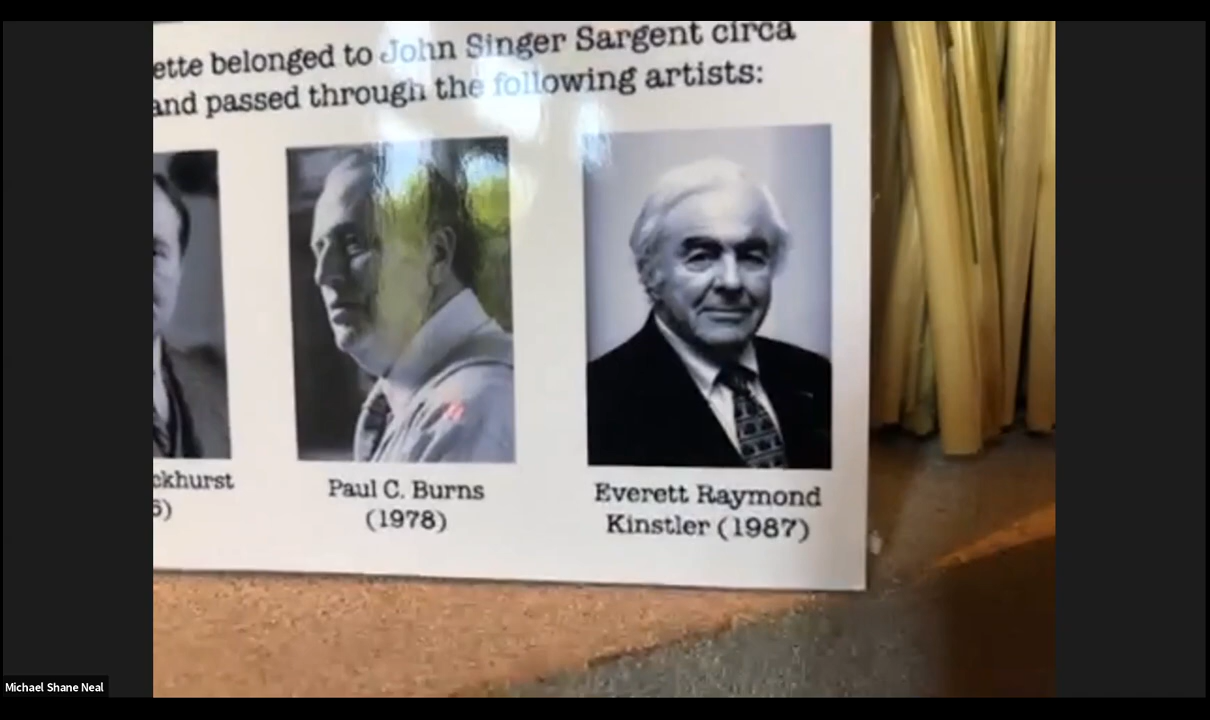 ette belonged to John Singer Sargent circa
and passed through the following artists:
ckhurst
Paul C. Burns
(1978)
Everett Raymond
Kinstler (1987)
Michael Shane Neal